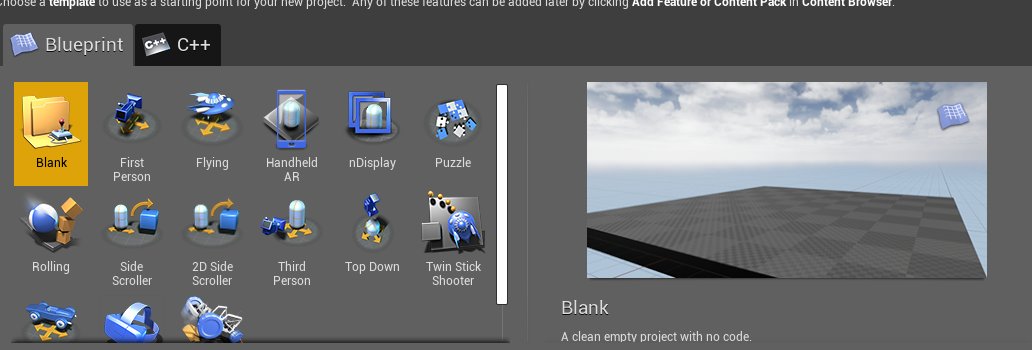 Choose a template to use as a starting point for your new project. Any of these features can be added later by clicking Add Feature or Content Pack in Content Browser.
Blueprint
C++
Blank
First
Person
Flying
Handheld
AR
nDisplay
Puzzle
Rolling
Side
Scroller
2D Side
Scroller
Third
Person
Top Down
Twin Stick
Shooter
Blank
A clean empty project with no code.